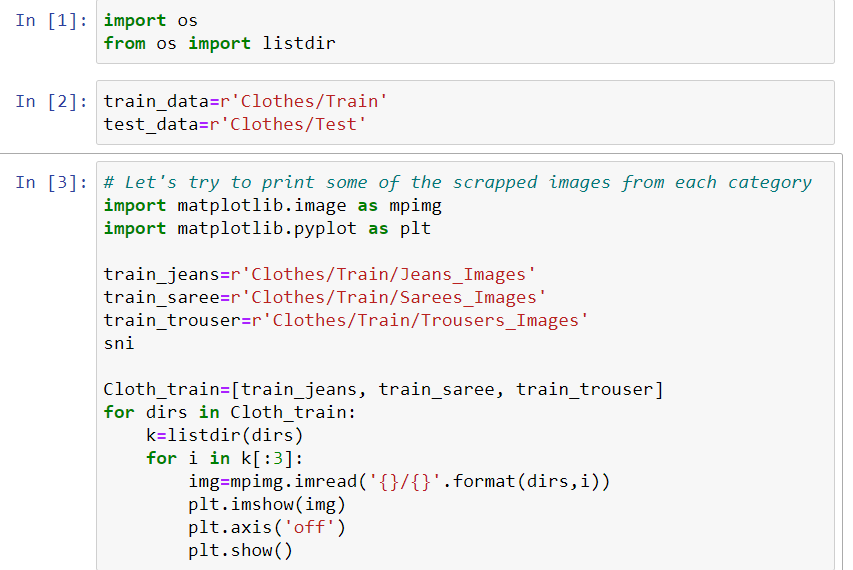 In [1]: import os
from os import listdir
In [2]: train_data=r'Clothes/Train'
test_data=r'Clothes/Test'
In [3]: # Let's try to print some of the scrapped images from each category
import matplotlib.image as mpimg
import matplotlib.pyplot as plt
train_jeans=r'Clothes/Train/Jeans_Images'
train_saree=r'Clothes/Train/Sarees_Images'
train_trouser=r'Clothes/Train/Trousers_Images'
sni
Cloth_train=[train_jeans, train_saree, train_trouser]
for dirs in Cloth_train:
    k=listdir(dirs)
    for i in k[:3]:
        img=mpimg.imread('{}/{}'.format(dirs,i))
        plt.imshow(img)
        plt.axis('off')
        plt.show()